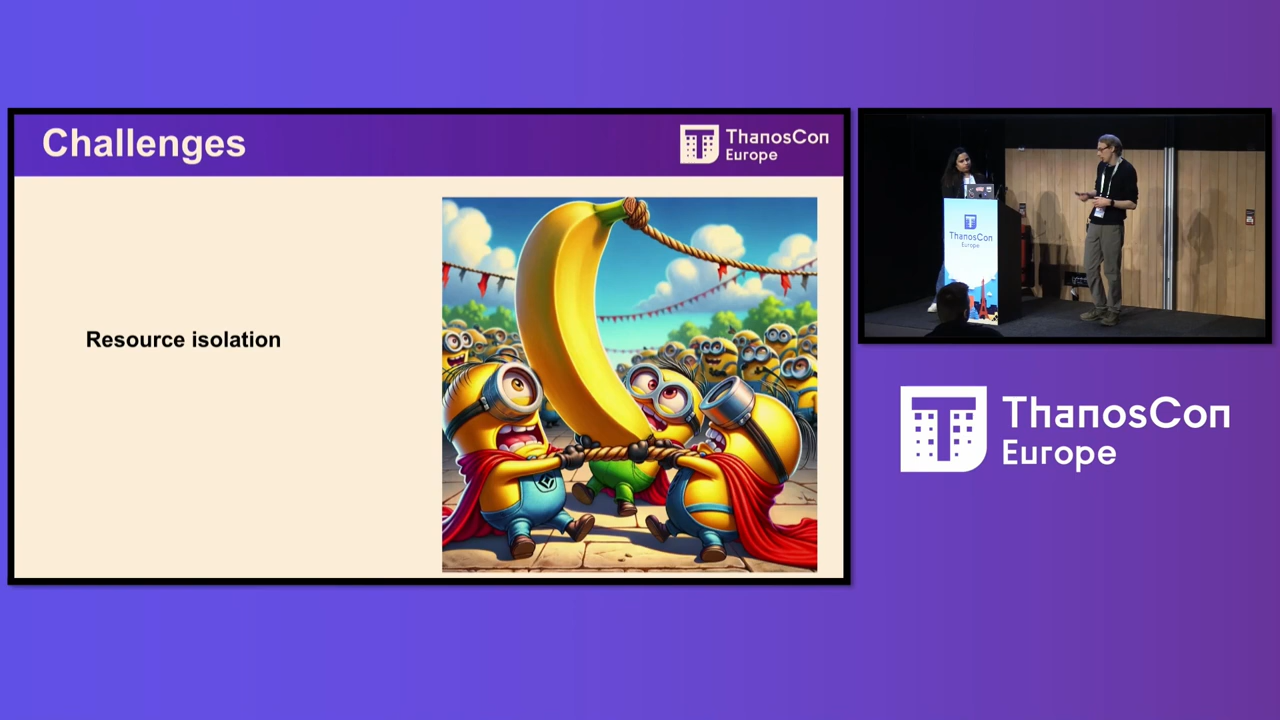 Challenges
ThanosCon
Europe
Resource isolation
ThanosCon
Europe
ThanosCon
Europe